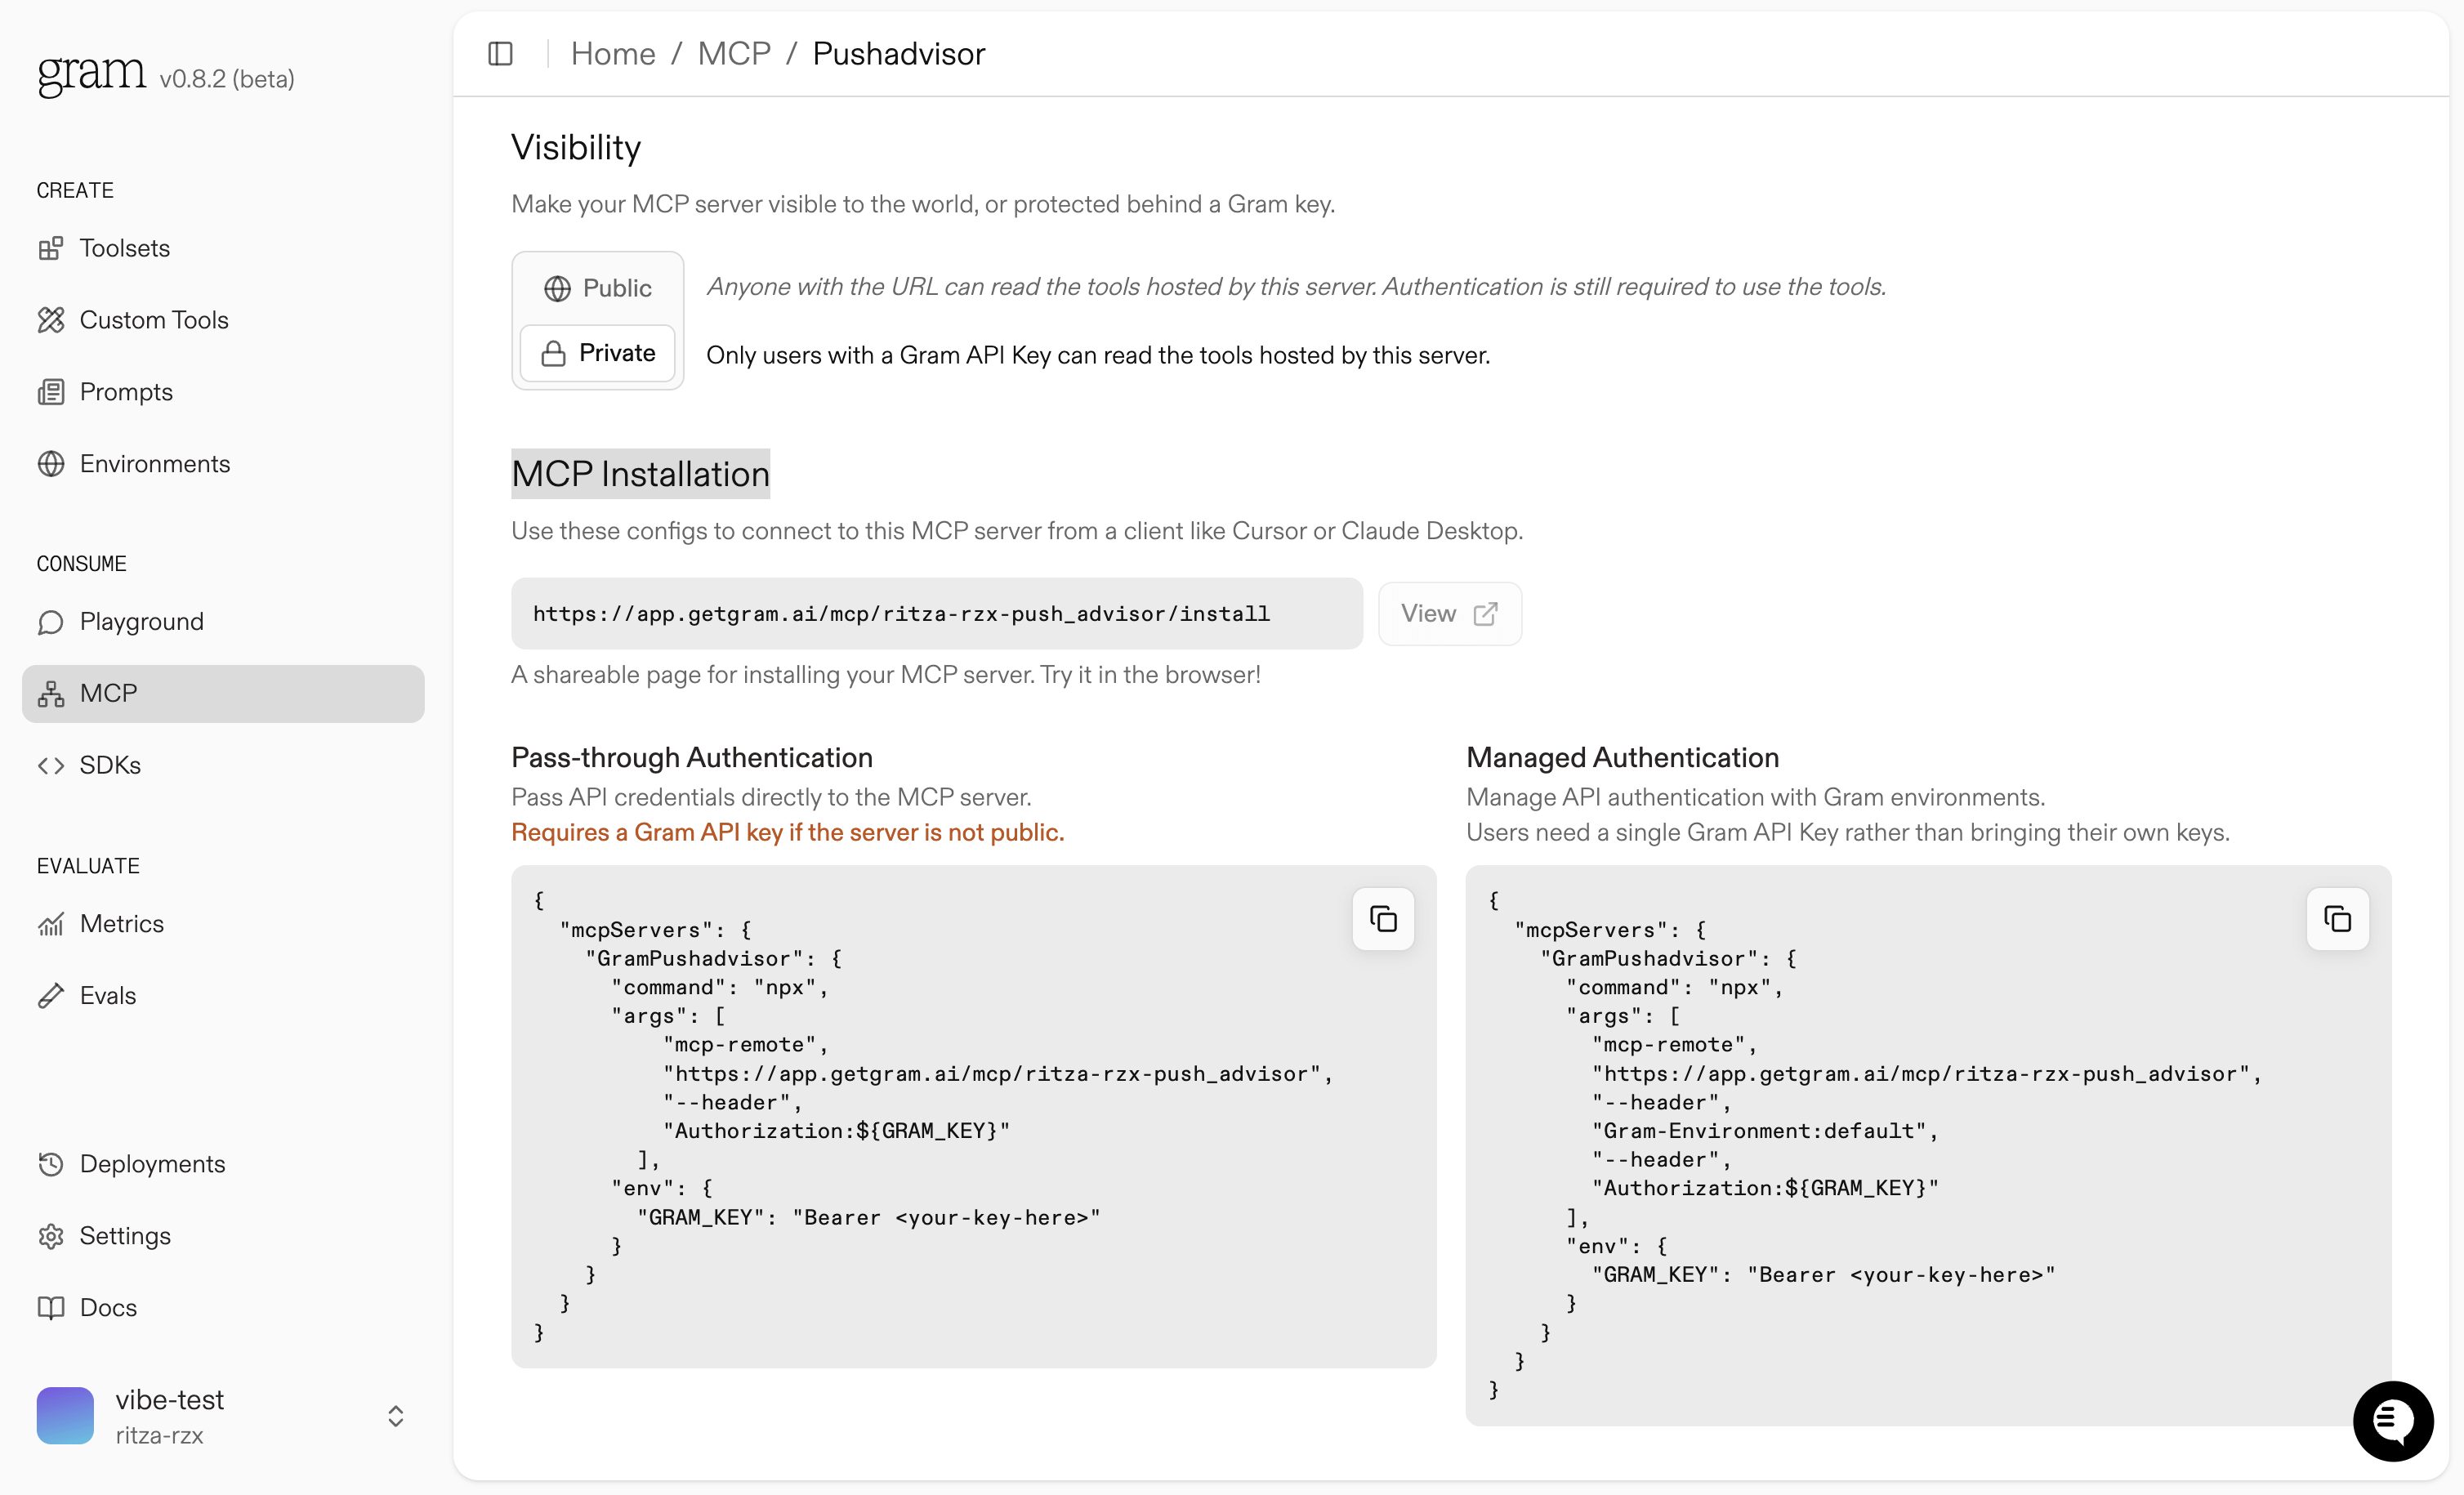 gram v0.8.2 (beta)
CREATE
Toolsets
Custom Tools
Prompts
Environments
CONSUME
Playground
MCP
SDKs
EVALUATE
Metrics
Evals
Deployments
Settings
Docs
vibe-test
ritza-rzx
Home / MCP / Pushadvisor
Visibility
Make your MCP server visible to the world, or protected behind a Gram key.
Public
Anyone with the URL can read the tools hosted by this server. Authentication is still required to use the tools.
Private
Only users with a Gram API Key can read the tools hosted by this server.
MCP Installation
Use these configs to connect to this MCP server from a client like Cursor or Claude Desktop.
https://app.getgram.ai/mcp/ritza-rzx-push_advisor/install
View
A shareable page for installing your MCP server. Try it in the browser!
Pass-through Authentication
Pass API credentials directly to the MCP server.
Requires a Gram API key if the server is not public.
{
  "mcpServers": {
    "GramPushadvisor": {
      "command": "npx",
      "args": [
          "mcp-remote",
          "https://app.getgram.ai/mcp/ritza-rzx-push_advisor",
          "--header",
          "Authorization:${GRAM_KEY}"
        ],
      "env": {
        "GRAM_KEY": "Bearer <your-key-here>"
      }
    }
  }
}
Managed Authentication
Manage API authentication with Gram environments.
Users need a single Gram API Key rather than bringing their own keys.
{
  "mcpServers": {
    "GramPushadvisor": {
      "command": "npx",
      "args": [
        "mcp-remote",
        "https://app.getgram.ai/mcp/ritza-rzx-push_advisor",
        "--header",
        "Gram-Environment:default",
        "--header",
        "Authorization:${GRAM_KEY}"
      ],
      "env": {
        "GRAM_KEY": "Bearer <your-key-here>"
      }
    }
  }
}